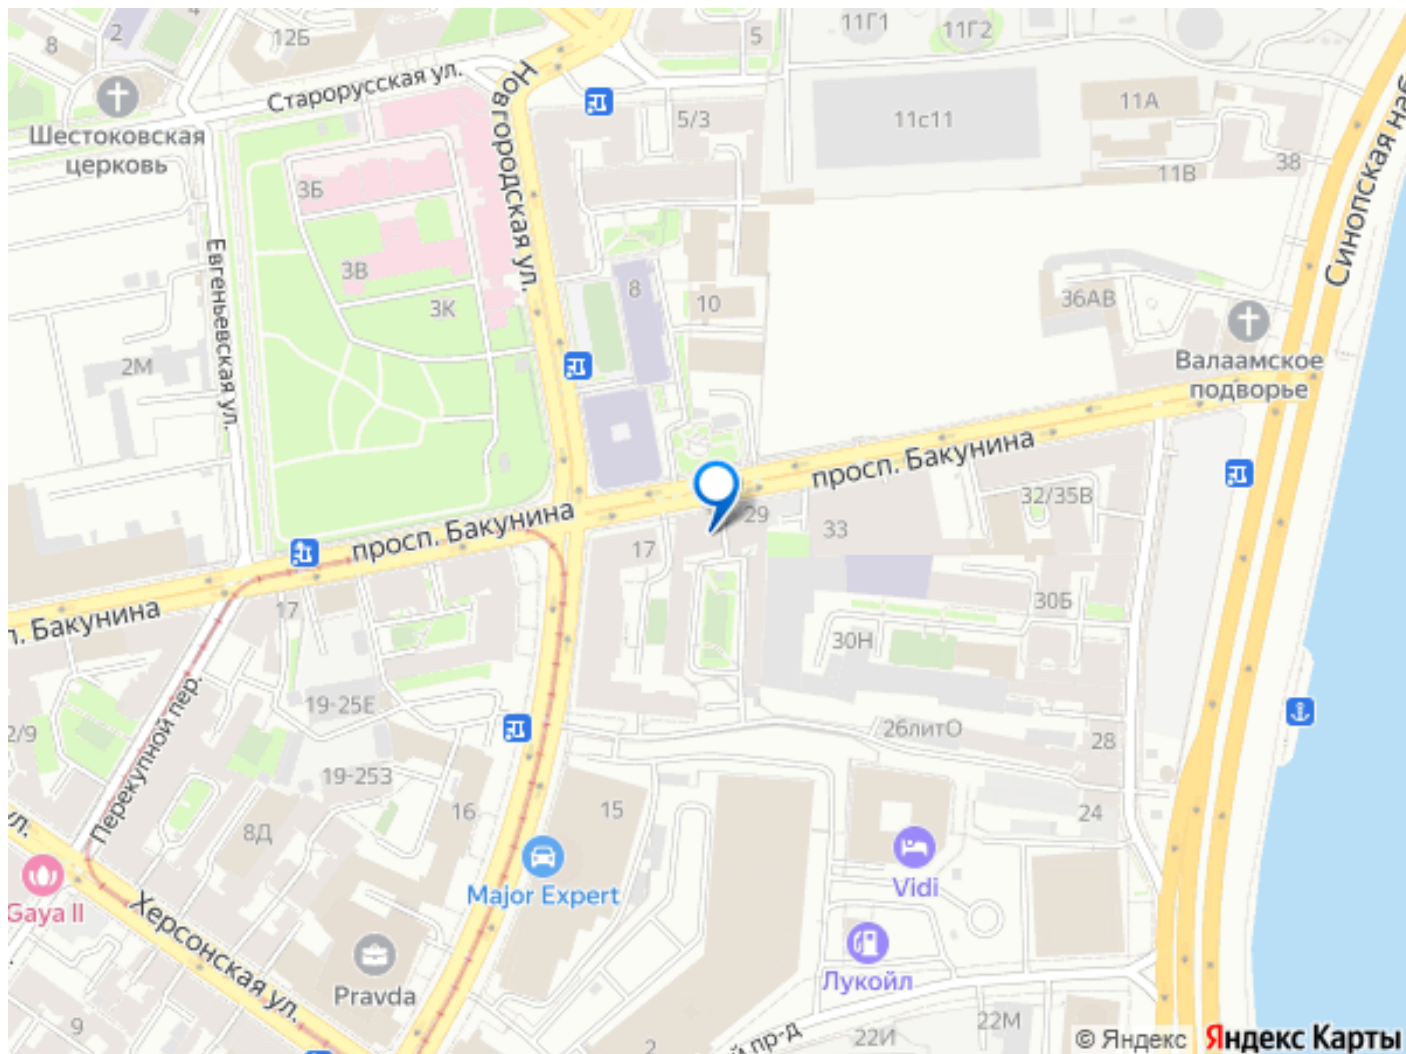 8
2
12Б
Старорусская ул.
Шестоковская
церковь
Новгородская ул.
5
11Г1
11Г2
5/3
11с11
11А
11В
38
Синопская наб.
3Б
3В
3К
Евгеньевская ул.
2М
8
10
36АВ
Валаамское
подворье
просп. Бакунина
32/35В
29
33
17
просп. Бакунина
17
30Б
30Н
19-25Е
Перекупной пер.
2/9
26литО
28
19-25З
16
15
24
8Д
Major Expert
Vidi
Gaya II
Херсонская ул.
Pravda
Лукойл
9
2
й пр-д
22И
22М
© Яндекс
Яндекс Карты